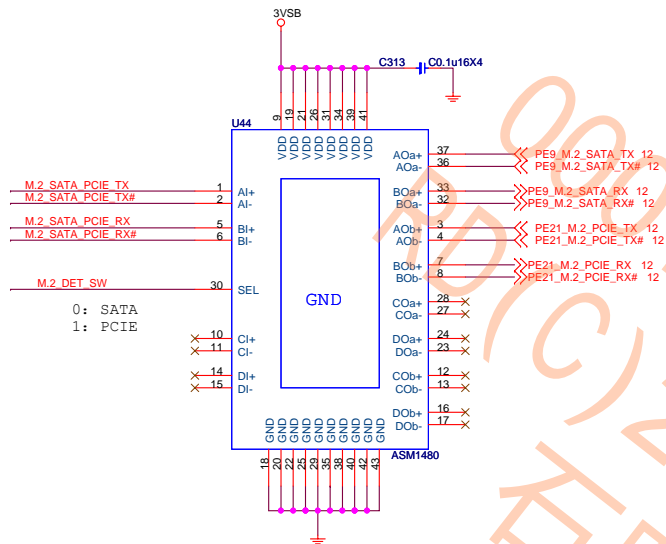 3VSB
C313 C0.1u16X4
U44
9 19 21 26 31 34 39 41
VDD VDD VDD VDD VDD VDD VDD VDD
M.2_SATA_PCIE_TX 1 AI+
M.2_SATA_PCIE_TX# 2 AI-
M.2_SATA_PCIE_RX 5 BI+
M.2_SATA_PCIE_RX# 6 BI-
M.2_DET_SW 30 SEL
0: SATA
1: PCIE
10 CI+
11 CI-
14 DI+
15 DI-
GND
AOa+ 37 PE9_M.2_SATA_TX 12
AOa- 36 PE9_M.2_SATA_TX# 12
BOa+ 33 PE9_M.2_SATA_RX 12
BOa- 32 PE9_M.2_SATA_RX# 12
AOb+ 3 PE21_M.2_PCIE_TX 12
AOb- 4 PE21_M.2_PCIE_TX# 12
BOb+ 7 PE21_M.2_PCIE_RX 12
BOb- 8 PE21_M.2_PCIE_RX# 12
COa+ 28
COa- 27
DOa+ 24
DOa- 23
COb+ 12
COb- 13
DOb+ 16
DOb- 17
GND GND GND GND GND GND GND GND GND GND
18 20 22 25 29 35 38 40 42 43
ASM1480
000
RD(C)2